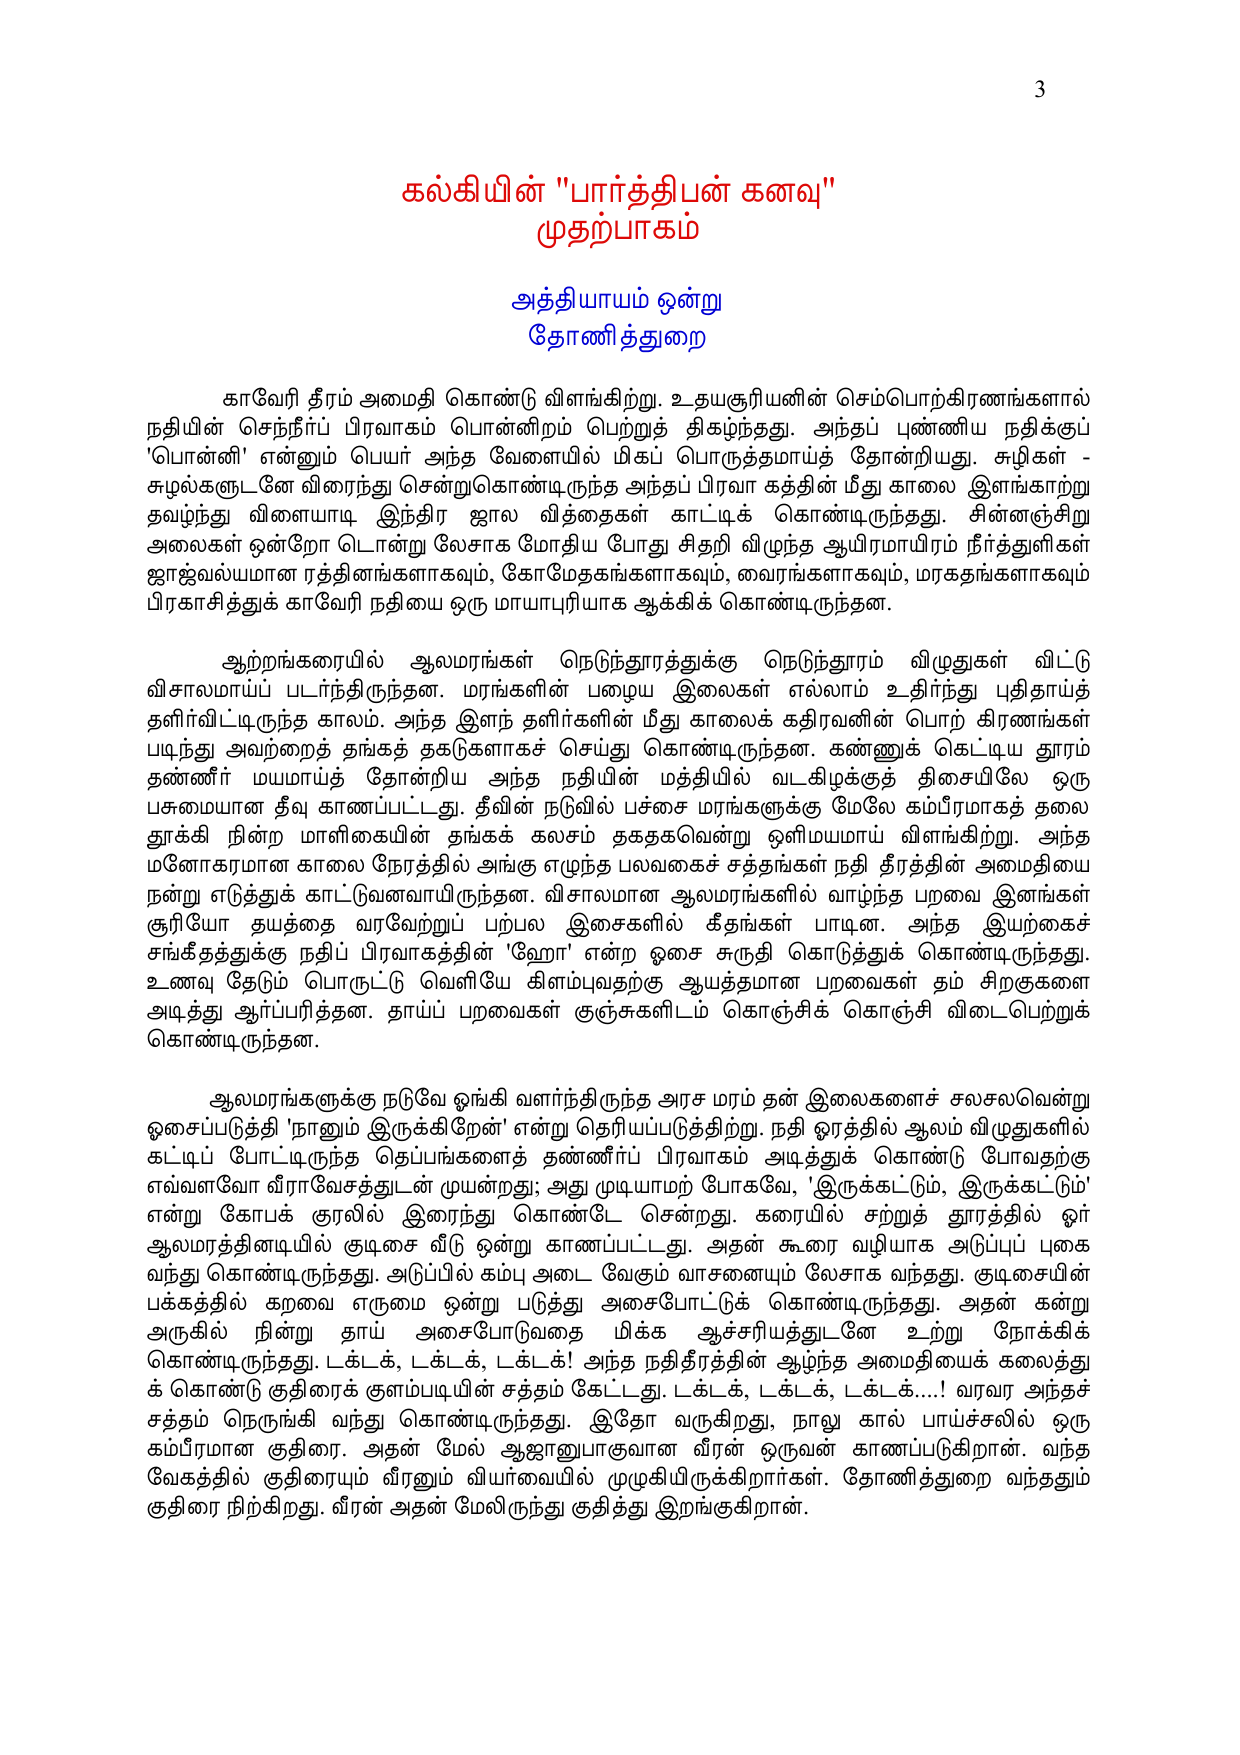 3
கல்கியின் "பார்த்திபன் கனவு"
முதற்பாகம்
அத்தியாயம் ஒன்று
தோணித்துறை
காவேரி தீரம் அமைதி கொண்டு விளங்கிற்று. உதயசூரியனின் செம்பொற்கிரணங்களால்
நதியின் செந்நீர்ப் பிரவாகம் பொன்னிறம் பெற்றுத் திகழ்ந்தது. அந்தப் புண்ணிய நதிக்குப்
'பொன்னி' என்னும் பெயர் அந்த வேளையில் மிகப் பொருத்தமாய்த் தோன்றியது. சுழிகள் -
சுழல்களுடனே விரைந்து சென்றுகொண்டிருந்த அந்தப் பிரவா கத்தின் மீது காலை இளங்காற்று
தவழ்ந்து விளையாடி இந்திர ஜால வித்தைகள் காட்டிக் கொண்டிருந்தது. சின்னஞ்சிறு
அலைகள் ஒன்றோ டொன்று லேசாக மோதிய போது சிதறி விழுந்த ஆயிரமாயிரம் நீர்த்துளிகள்
ஜாஜ்வல்யமான ரத்தினங்களாகவும், கோமேதகங்களாகவும், வைரங்களாகவும், மரகதங்களாகவும்
பிரகாசித்துக் காவேரி நதியை ஒரு மாயாபுரியாக ஆக்கிக் கொண்டிருந்தன.
ஆற்றங்கரையில் ஆலமரங்கள் நெடுந்தூரத்துக்கு நெடுந்தூரம் விழுதுகள் விட்டு
விசாலமாய்ப் படர்ந்திருந்தன. மரங்களின் பழைய இலைகள் எல்லாம் உதிர்ந்து புதிதாய்த்
தளிர்விட்டிருந்த காலம். அந்த இளந் தளிர்களின் மீது காலைக் கதிரவனின் பொற் கிரணங்கள்
படிந்து அவற்றைத் தங்கத் தகடுகளாகச் செய்து கொண்டிருந்தன. கண்ணுக் கெட்டிய தூரம்
தண்ணீர் மயமாய்த் தோன்றிய அந்த நதியின் மத்தியில் வடகிழக்குத் திசையிலே ஒரு
பசுமையான தீவு காணப்பட்டது. தீவின் நடுவில் பச்சை மரங்களுக்கு மேலே கம்பீரமாகத் தலை
தூக்கி நின்ற மாளிகையின் தங்கக் கலசம் தகதகவென்று ஒளிமயமாய் விளங்கிற்று. அந்த
மனோகரமான காலை நேரத்தில் அங்கு எழுந்த பலவகைச் சத்தங்கள் நதி தீரத்தின் அமைதியை
நன்று எடுத்துக் காட்டுவனவாயிருந்தன. விசாலமான ஆலமரங்களில் வாழ்ந்த பறவை இனங்கள்
சூரியோ தயத்தை வரவேற்றுப் பற்பல இசைகளில் கீதங்கள் பாடின. அந்த இயற்கைச்
சங்கீதத்துக்கு நதிப் பிரவாகத்தின் 'ஹோ' என்ற ஓசை சுருதி கொடுத்துக் கொண்டிருந்தது.
உணவு தேடும் பொருட்டு வெளியே கிளம்புவதற்கு ஆயத்தமான பறவைகள் தம் சிறகுகளை
அடித்து ஆர்ப்பரித்தன. தாய்ப் பறவைகள் குஞ்சுகளிடம் கொஞ்சிக் கொஞ்சி விடைபெற்றுக்
கொண்டிருந்தன.
ஆலமரங்களுக்கு நடுவே ஓங்கி வளர்ந்திருந்த அரச மரம் தன் இலைகளைச் சலசலவென்று
ஓசைப்படுத்தி 'நானும் இருக்கிறேன்' என்று தெரியப்படுத்திற்று. நதி ஓரத்தில் ஆலம் விழுதுகளில்
கட்டிப் போட்டிருந்த தெப்பங்களைத் தண்ணீர்ப் பிரவாகம் அடித்துக் கொண்டு போவதற்கு
எவ்வளவோ வீராவேசத்துடன் முயன்றது; அது முடியாமற் போகவே, 'இருக்கட்டும், இருக்கட்டும்'
என்று கோபக் குரலில் இரைந்து கொண்டே சென்றது. கரையில் சற்றுத் தூரத்தில் ஓர்
ஆலமரத்தினடியில் குடிசை வீடு ஒன்று காணப்பட்டது. அதன் கூரை வழியாக அடுப்புப் புகை
வந்து கொண்டிருந்தது. அடுப்பில் கம்பு அடை வேகும் வாசனையும் லேசாக வந்தது. குடிசையின்
பக்கத்தில் கறவை எருமை ஒன்று படுத்து அசைபோட்டுக் கொண்டிருந்தது. அதன் கன்று
அருகில் நின்று தாய் அசைபோடுவதை மிக்க ஆச்சரியத்துடனே உற்று நோக்கிக்
கொண்டிருந்தது. டக்டக், டக்டக், டக்டக்! அந்த நதிதீரத்தின் ஆழ்ந்த அமைதியைக் கலைத்து
க் கொண்டு குதிரைக் குளம்படியின் சத்தம் கேட்டது. டக்டக், டக்டக், டக்டக்....! வரவர அந்தச்
சத்தம் நெருங்கி வந்து கொண்டிருந்தது. இதோ வருகிறது, நாலு கால் பாய்ச்சலில் ஒரு
கம்பீரமான குதிரை. அதன் மேல் ஆஜானுபாகுவான வீரன் ஒருவன் காணப்படுகிறான். வந்த
வேகத்தில் குதிரையும் வீரனும் வியர்வையில் முழுகியிருக்கிறார்கள். தோணித்துறை வந்ததும்
குதிரை நிற்கிறது. வீரன் அதன் மேலிருந்து குதித்து இறங்குகிறான்.